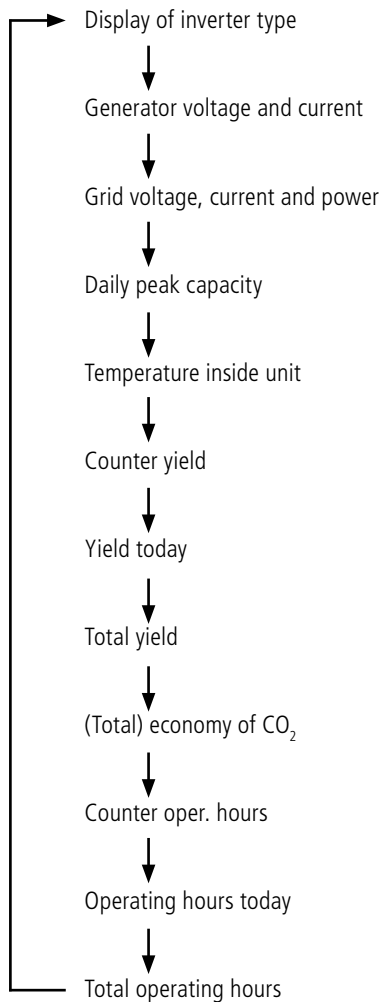 Display of inverter type
Generator voltage and current
Grid voltage, current and power
Daily peak capacity
Temperature inside unit
Counter yield
Yield today
Total yield
(Total) economy of CO₂
Counter oper. hours
Operating hours today
Total operating hours